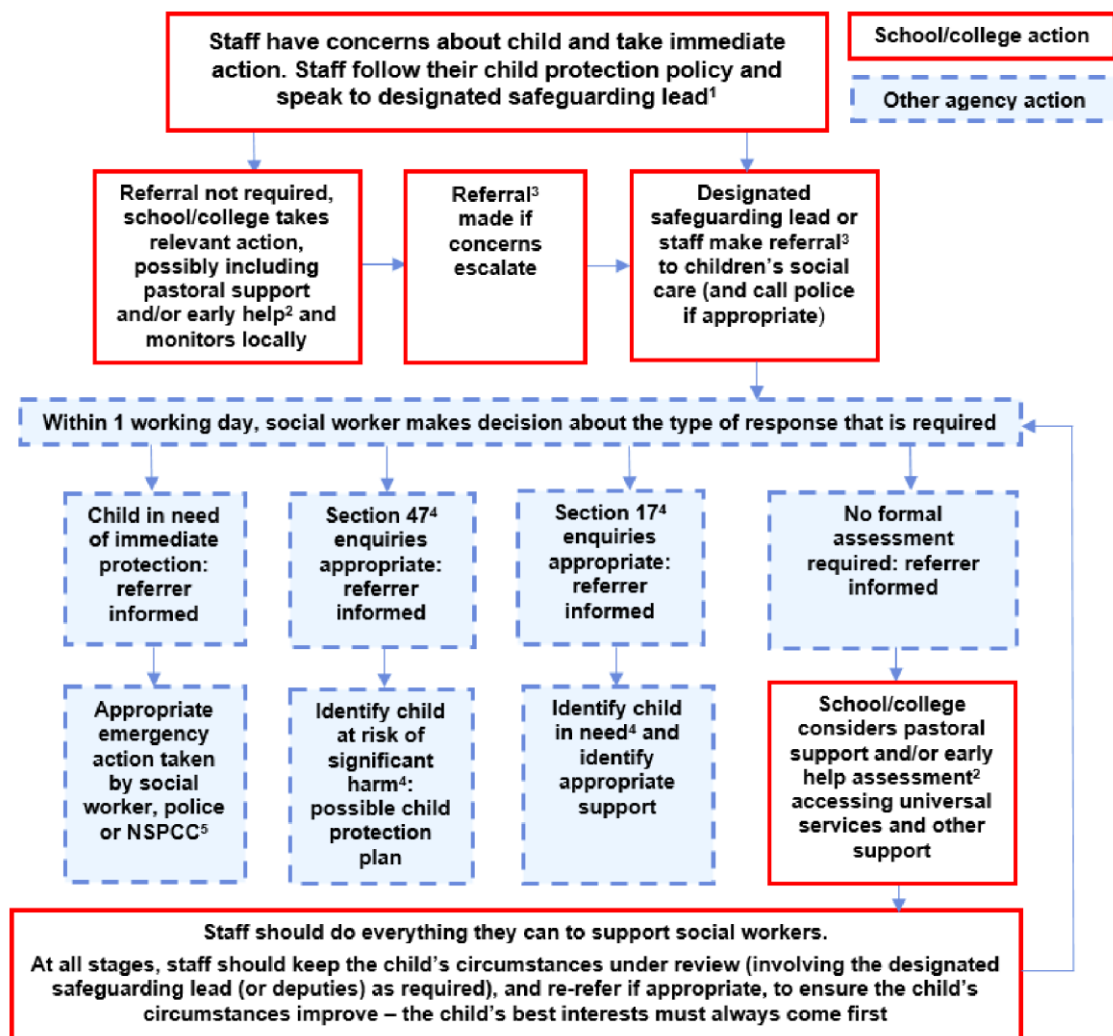 Staff have concerns about child and take immediate
action. Staff follow their child protection policy and
speak to designated safeguarding lead¹
School/college action
Other agency action
Referral not required,
school/college takes
relevant action,
possibly including
pastoral support
and/or early help² and
monitors locally
Referral³
made if
concerns
escalate
Designated
safeguarding lead or
staff make referral³
to children’s social
care (and call police
if appropriate)
Within 1 working day, social worker makes decision about the type of response that is required
Child in need
of immediate
protection:
referrer
informed
Section 47⁴
enquiries
appropriate:
referrer
informed
Section 17⁴
enquiries
appropriate:
referrer
informed
No formal
assessment
required: referrer
informed
Appropriate
emergency
action taken
by social
worker, police
or NSPCC⁵
Identify child
at risk of
significant
harm⁴:
possible child
protection
plan
Identify child
in need⁴ and
identify
appropriate
support
School/college
considers pastoral
support and/or early
help assessment²
accessing universal
services and other
support
Staff should do everything they can to support social workers.
At all stages, staff should keep the child’s circumstances under review (involving the designated
safeguarding lead (or deputies) as required), and re-refer if appropriate, to ensure the child’s
circumstances improve – the child’s best interests must always come first